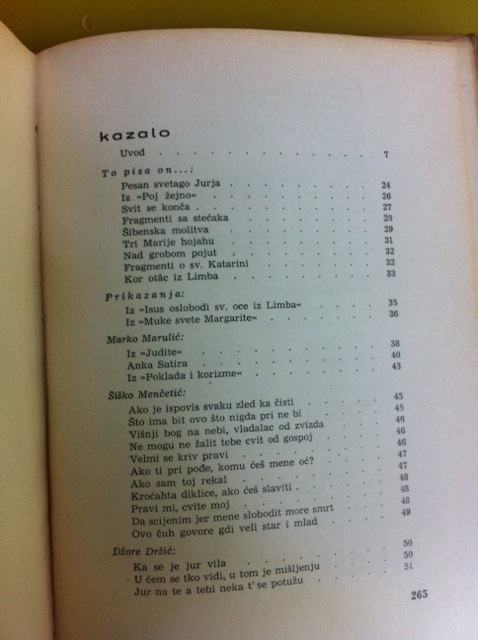 kazalo
Uvod . . . . . . . . . . . . 7
To pisa on...:
Pesan svetago Jurja . . . . . . . . 24
Iz »Poj žejno« . . . . . . . . 26
Svit se konča . . . . . . . . . 27
Fragmenti sa stećaka . . . . . . . 28
Šibenska molitva . . . . . . . . 29
Tri Marije hojahu . . . . . . . . 31
Nad grobom pojut . . . . . . . . 32
Fragmenti o sv. Katarini . . . . . . 32
Kor otâc iz Limba . . . . . . . . 33
Prikazanja:
Iz »Isus oslobodi sv. oce iz Limba« . . . . 35
Iz »Muke svete Margarite« . . . . . . 36
Marko Marulić:
Iz »Judite« . . . . . . . . . 38
Anka Satira . . . . . . . . . 40
Iz »Poklada i korizme« . . . . . . . 43
Šiško Menčetić:
Ako je ispovis svaku zled ka čisti . . . . 45
Što ima bit ovo što nigda pri ne bi . . . . 45
Višnji bog na nebi, vladalac od zvizda . . . 46
Ne mogu ne žalit tebe cvit od gospoj . . . 46
Velmi se kriv pravi . . . . . . . 46
Ako ti pri pođe, komu ćeš mene oć? . . . . 47
Ako sam toj rekal . . . . . . . . 47
Kroćahta diklice, ako ćeš slaviti . . . . . 48
Pravi mi, cvite moj . . . . . . . 48
Da scijenim jer mene slobodit more smrt . . . 48
Ovo čuh govore gdi veli star i mlad . . . . 49
Džore Držić:
Ka se je jur vila . . . . . . . . 50
U čem se tko vidi, u tom je mišljenju . . . . 50
Jur na te a tebi neka t' se potužu . . . . 51
265